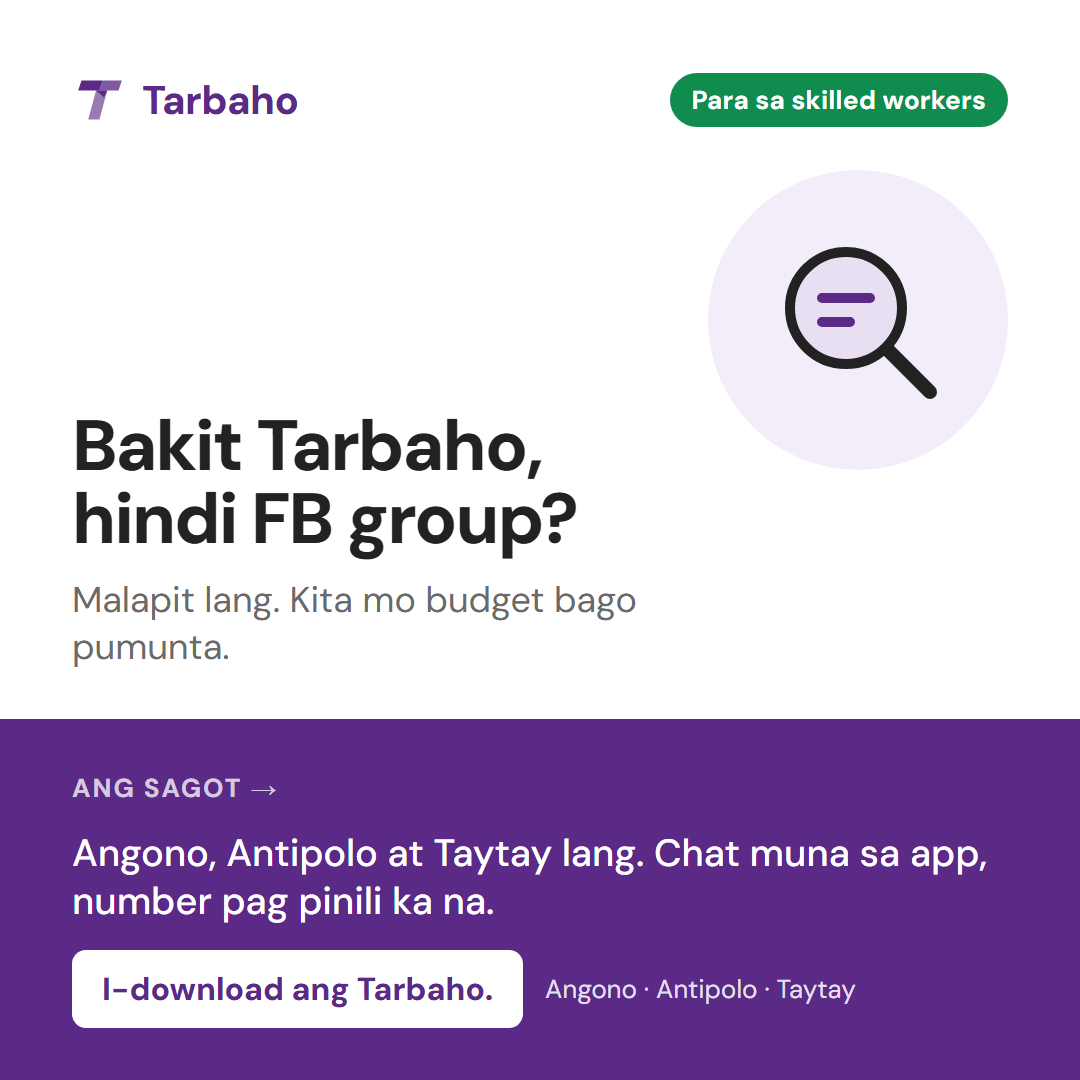 Tarbaho
Para sa skilled workers
Bakit Tarbaho,
hindi FB group?
Malapit lang. Kita mo budget bago
pumunta.
ANG SAGOT →
Angono, Antipolo at Taytay lang. Chat muna sa app,
number pag pinili ka na.
I-download ang Tarbaho.
Angono · Antipolo · Taytay